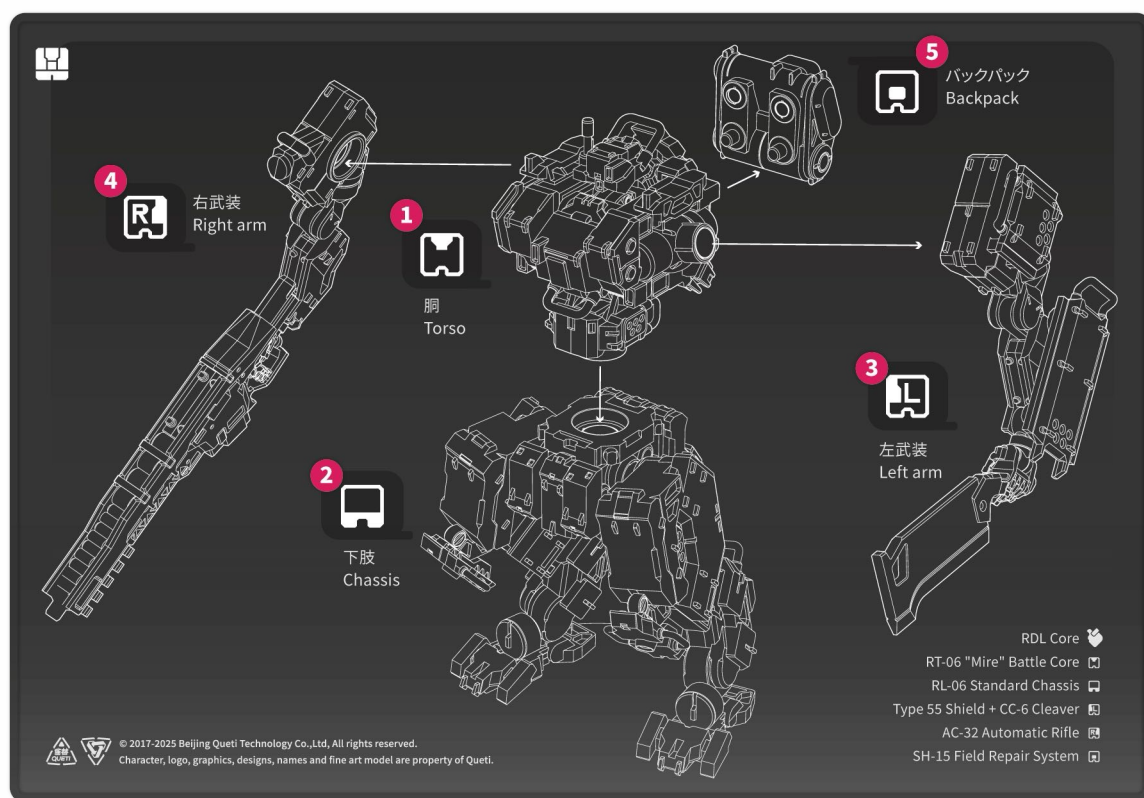 5
バックパック
Backpack
4
R
右武装
Right arm
1
胴
Torso
3
L
左武装
Left arm
2
下肢
Chassis
RDL Core
RT-06 "Mire" Battle Core
RL-06 Standard Chassis
Type 55 Shield + CC-6 Cleaver
AC-32 Automatic Rifle
SH-15 Field Repair System
QUETI
© 2017-2025 Beijing Queti Technology Co.,Ltd, All rights reserved.
Character, logo, graphics, designs, names and fine art model are property of Queti.